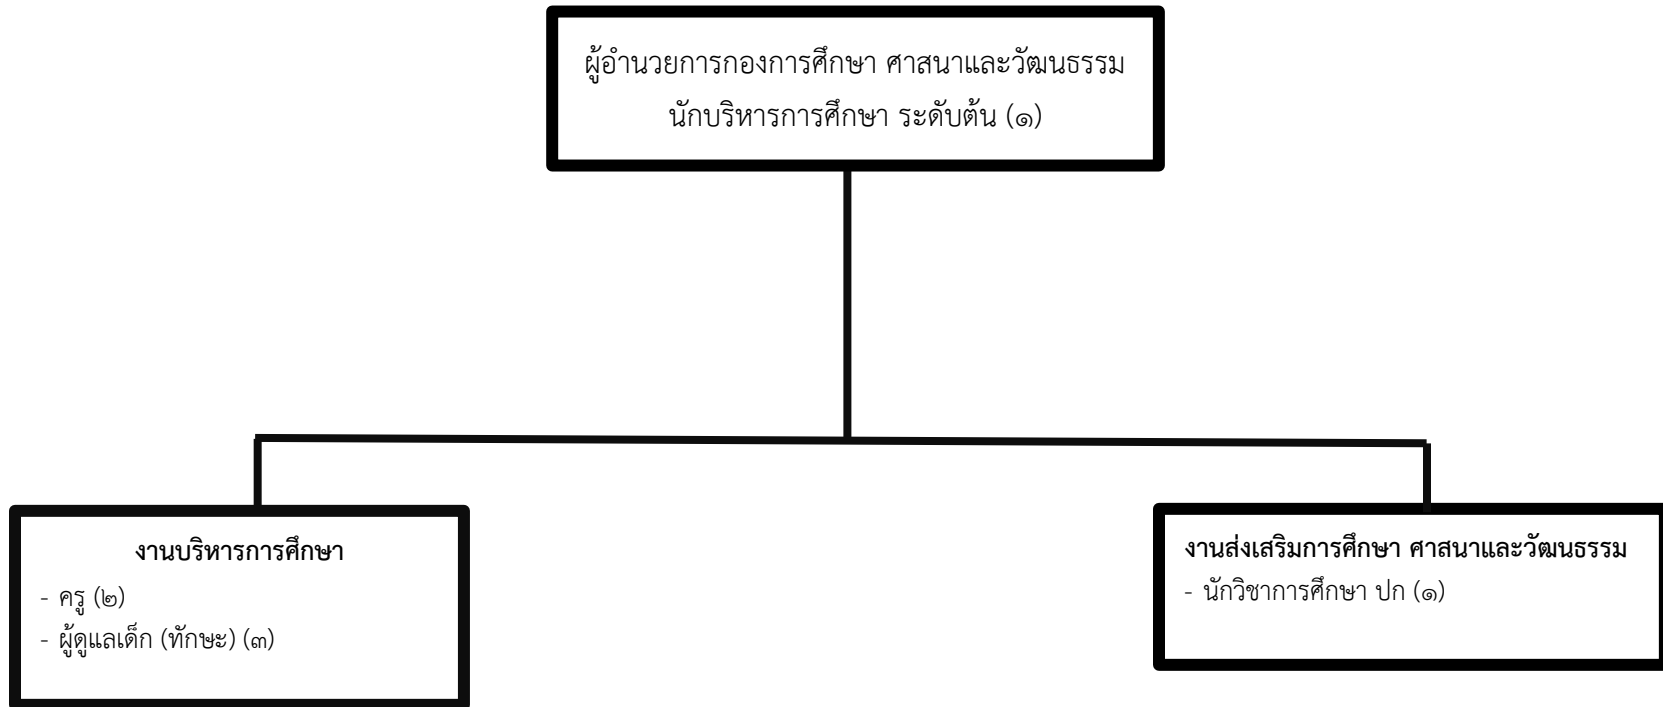 ผู้อำนวยการกองการศึกษา ศาสนาและวัฒนธรรม
นักบริหารการศึกษา ระดับต้น (๑)
งานบริหารการศึกษา
- ครู (๒)
- ผู้ดูแลเด็ก (ทักษะ) (๓)
งานส่งเสริมการศึกษา ศาสนาและวัฒนธรรม
- นักวิชาการศึกษา ปก (๑)